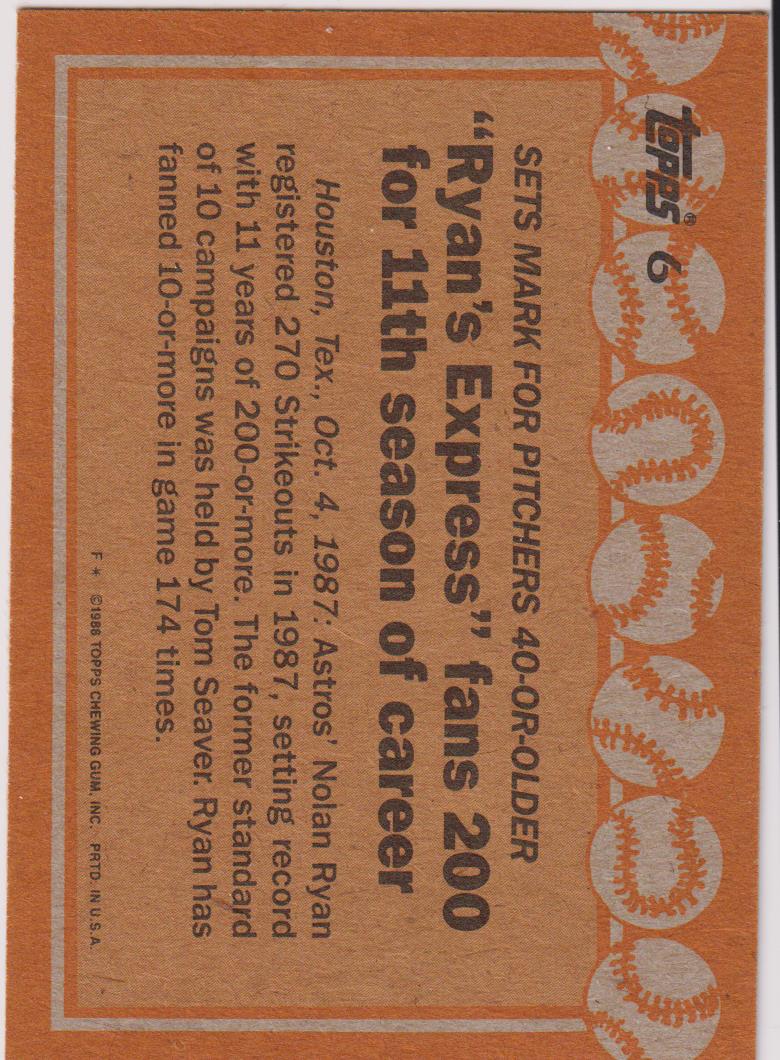 Topps® 6
SETS MARK FOR PITCHERS 40-OR-OLDER
“Ryan’s Express” fans 200
for 11th season of career
Houston, Tex., Oct. 4, 1987: Astros’ Nolan Ryan
registered 270 Strikeouts in 1987, setting record
with 11 years of 200-or-more. The former standard
of 10 campaigns was held by Tom Seaver. Ryan has
fanned 10-or-more in game 174 times.
F* ©1988 TOPPS CHEWING GUM, INC. PRTD. IN U.S.A.